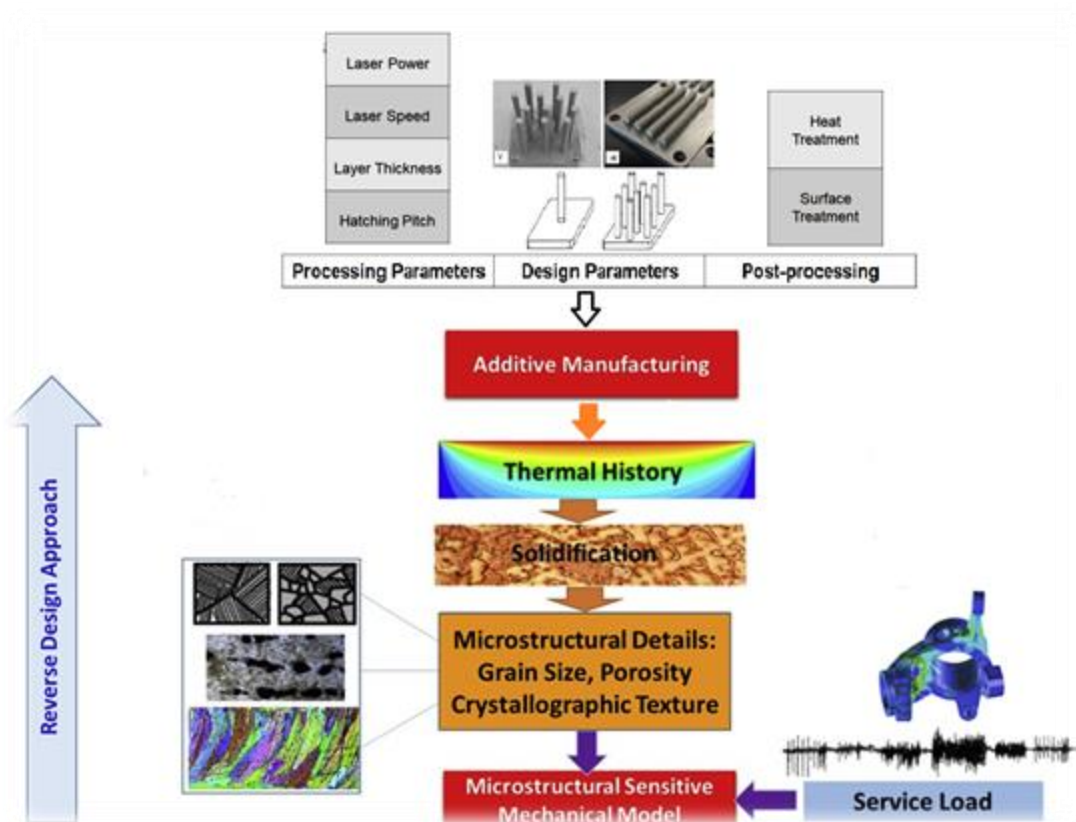 Laser Power
Laser Speed
Layer Thickness
Hatching Pitch
Heat
Treatment
Surface
Treatment
Processing Parameters
Design Parameters
Post-processing
Additive Manufacturing
Thermal History
Solidification
Microstructural Details:
Grain Size, Porosity
Crystallographic Texture
Microstructural Sensitive
Mechanical Model
Service Load
Reverse Design Approach